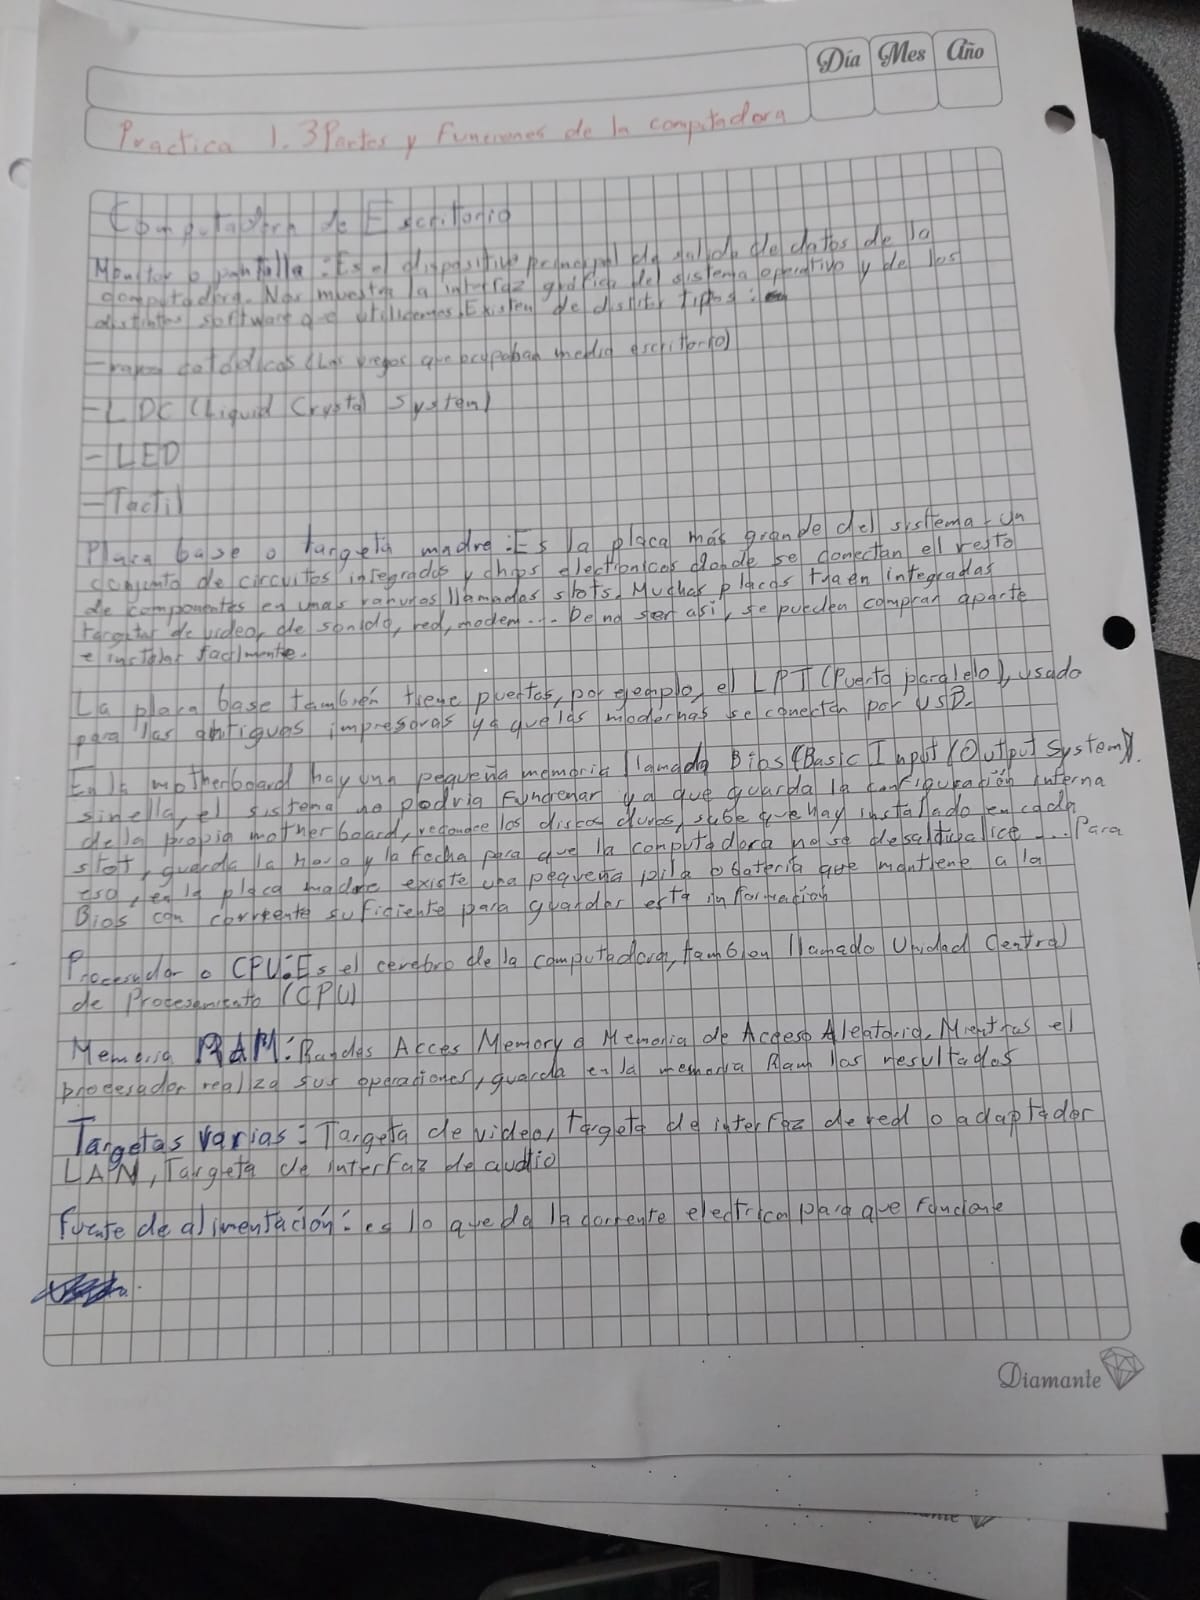 Día Mes Año
Practica 1.3 Partes y Funciones de la computadora
Computadora de Escritorio
Monitor o pantalla: Es el dispositivo principal de salida de datos de la
computadora. Nos muestra la interfaz gráfica del sistema operativo y de los
distintos software que utilicemos. Existen de distitos tipos:
- rayos catódicos (Los viejos que ocupaban medio escritorio)
- LDC (Liquid Crystal System)
- LED
- Tactil
Placa base o targeta madre: Es la placa más grande del sistema - Un
conjunto de circuitos integrados y chips electronicos donde se conectan el resto
de componentes en unas ranuras llamadas slots. Muchas placas traen integradas
targetas de video, de sonido, red, modem... De no ser asi, se pueden comprar aparte
e instalar facilmente.
La placa base también tiene puertos, por ejemplo, el LPT (Puerto paralelo), usado
para las antiguas impresoras ya que las modernas se conectan por USB.
En la motherboard hay una pequeña memoria llamada Bios (Basic Input (Output System)).
sin ella, el sistema no podria funcionar ya que guarda la configuración interna
de la propia motherboard, reconoce los discos duros, sabe que hay instalado en cada
slot, guarda la hora y la fecha para que la computadora no se desactualice.... Para
eso, en la placa madre existe una pequeña pila o bateria que mantiene a la
Bios con corriente suficiente para guardar esta información
Procesador o CPU: Es el cerebro de la computadora, tambien llamado Unidad Central
de (CPU)
Memoria RAM: Acces Memory o Memoria de Acceso Aleatorio. Mientras el
procesador realiza sus operaciones, guarda en la memoria Ram los resultados
Targetas varias: Targeta de video, targeta de interfaz de red o adaptador
LAN, Targeta de interfaz de audio
fuente de alimentación: es lo que da la corriente electrica para que funcione
Diamante